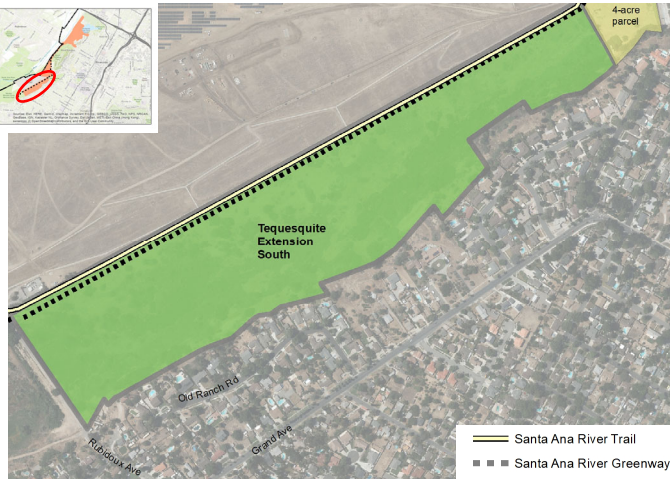 4-acre
parcel
Tequesquite
Extension
South
Old Ranch Rd
Grand Ave
Rubidoux Ave
Santa Ana River Trail
Santa Ana River Greenway